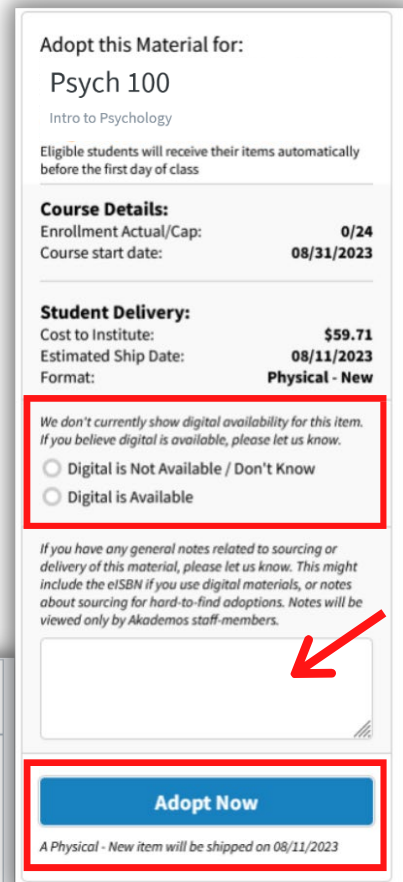 Adopt this Material for:
Psych 100
Intro to Psychology
Eligible students will receive their items automatically
before the first day of class
Course Details:
Enrollment Actual/Cap: 0/24
Course start date: 08/31/2023
Student Delivery:
Cost to Institute: $59.71
Estimated Ship Date: 08/11/2023
Format: Physical - New
We don't currently show digital availability for this item.
If you believe digital is available, please let us know.
Digital is Not Available / Don't Know
Digital is Available
If you have any general notes related to sourcing or
delivery of this material, please let us know. This might
include the eISBN if you use digital materials, or notes
about sourcing for hard-to-find adoptions. Notes will be
viewed only by Akademos staff-members.
Adopt Now
A Physical - New item will be shipped on 08/11/2023